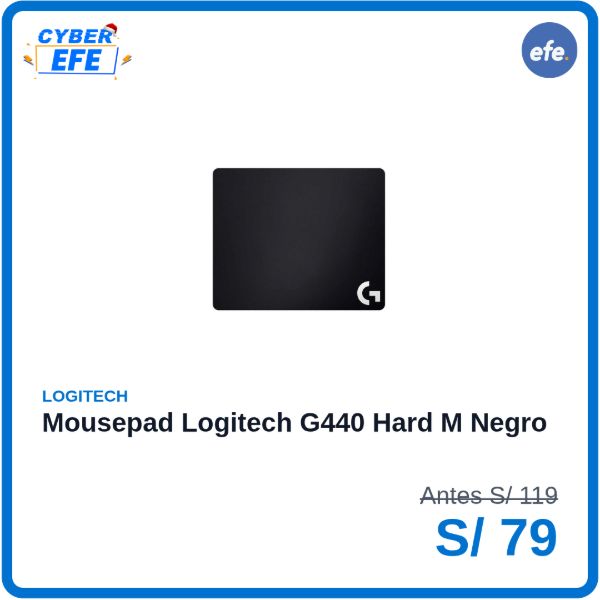 CYBER
EFE
efe.
G
LOGITECH
Mousepad Logitech G440 Hard M Negro
Antes S/ 119
S/ 79